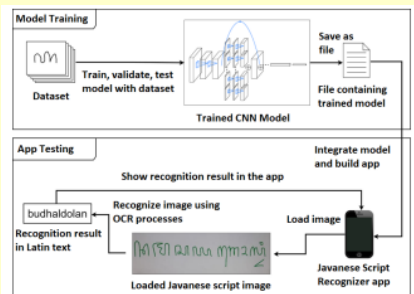 Model Training
Dataset
Train, validate, test
model with dataset
Trained CNN Model
Save as
file
File containing
trained model
Integrate model
and build app
App Testing
Show recognition result in the app
budhaldolan
Recognition result
in Latin text
Recognize image using
OCR processes
Loaded Javanese script image
Load image
Javanese Script
Recognizer app